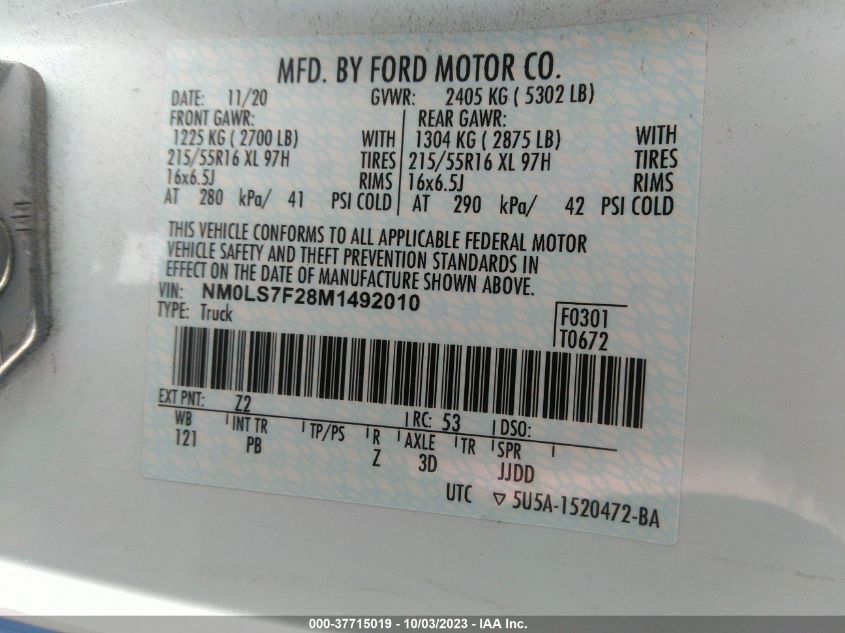 MFD. BY FORD MOTOR CO.
DATE: 11/20 GVWR: 2405 KG ( 5302 LB)
FRONT GAWR: REAR GAWR:
1225 KG ( 2700 LB) WITH 1304 KG ( 2875 LB) WITH
215/55R16 XL 97H TIRES 215/55R16 XL 97H TIRES
16x6.5J RIMS 16x6.5J RIMS
AT 280 kPa/ 41 PSI COLD AT 290 kPa/ 42 PSI COLD
THIS VEHICLE CONFORMS TO ALL APPLICABLE FEDERAL MOTOR
VEHICLE SAFETY AND THEFT PREVENTION STANDARDS IN
EFFECT ON THE DATE OF MANUFACTURE SHOWN ABOVE.
VIN: NM0LS7F28M1492010
TYPE: Truck
F0301
T0672
EXT PNT: Z2 RC: 53 DSO:
WB INT TR TP/PS R AXLE TR SPR
121 PB Z 3D JJDD
UTC ▽ 5U5A-1520472-BA
000-37715019 - 10/03/2023 - IAA Inc.